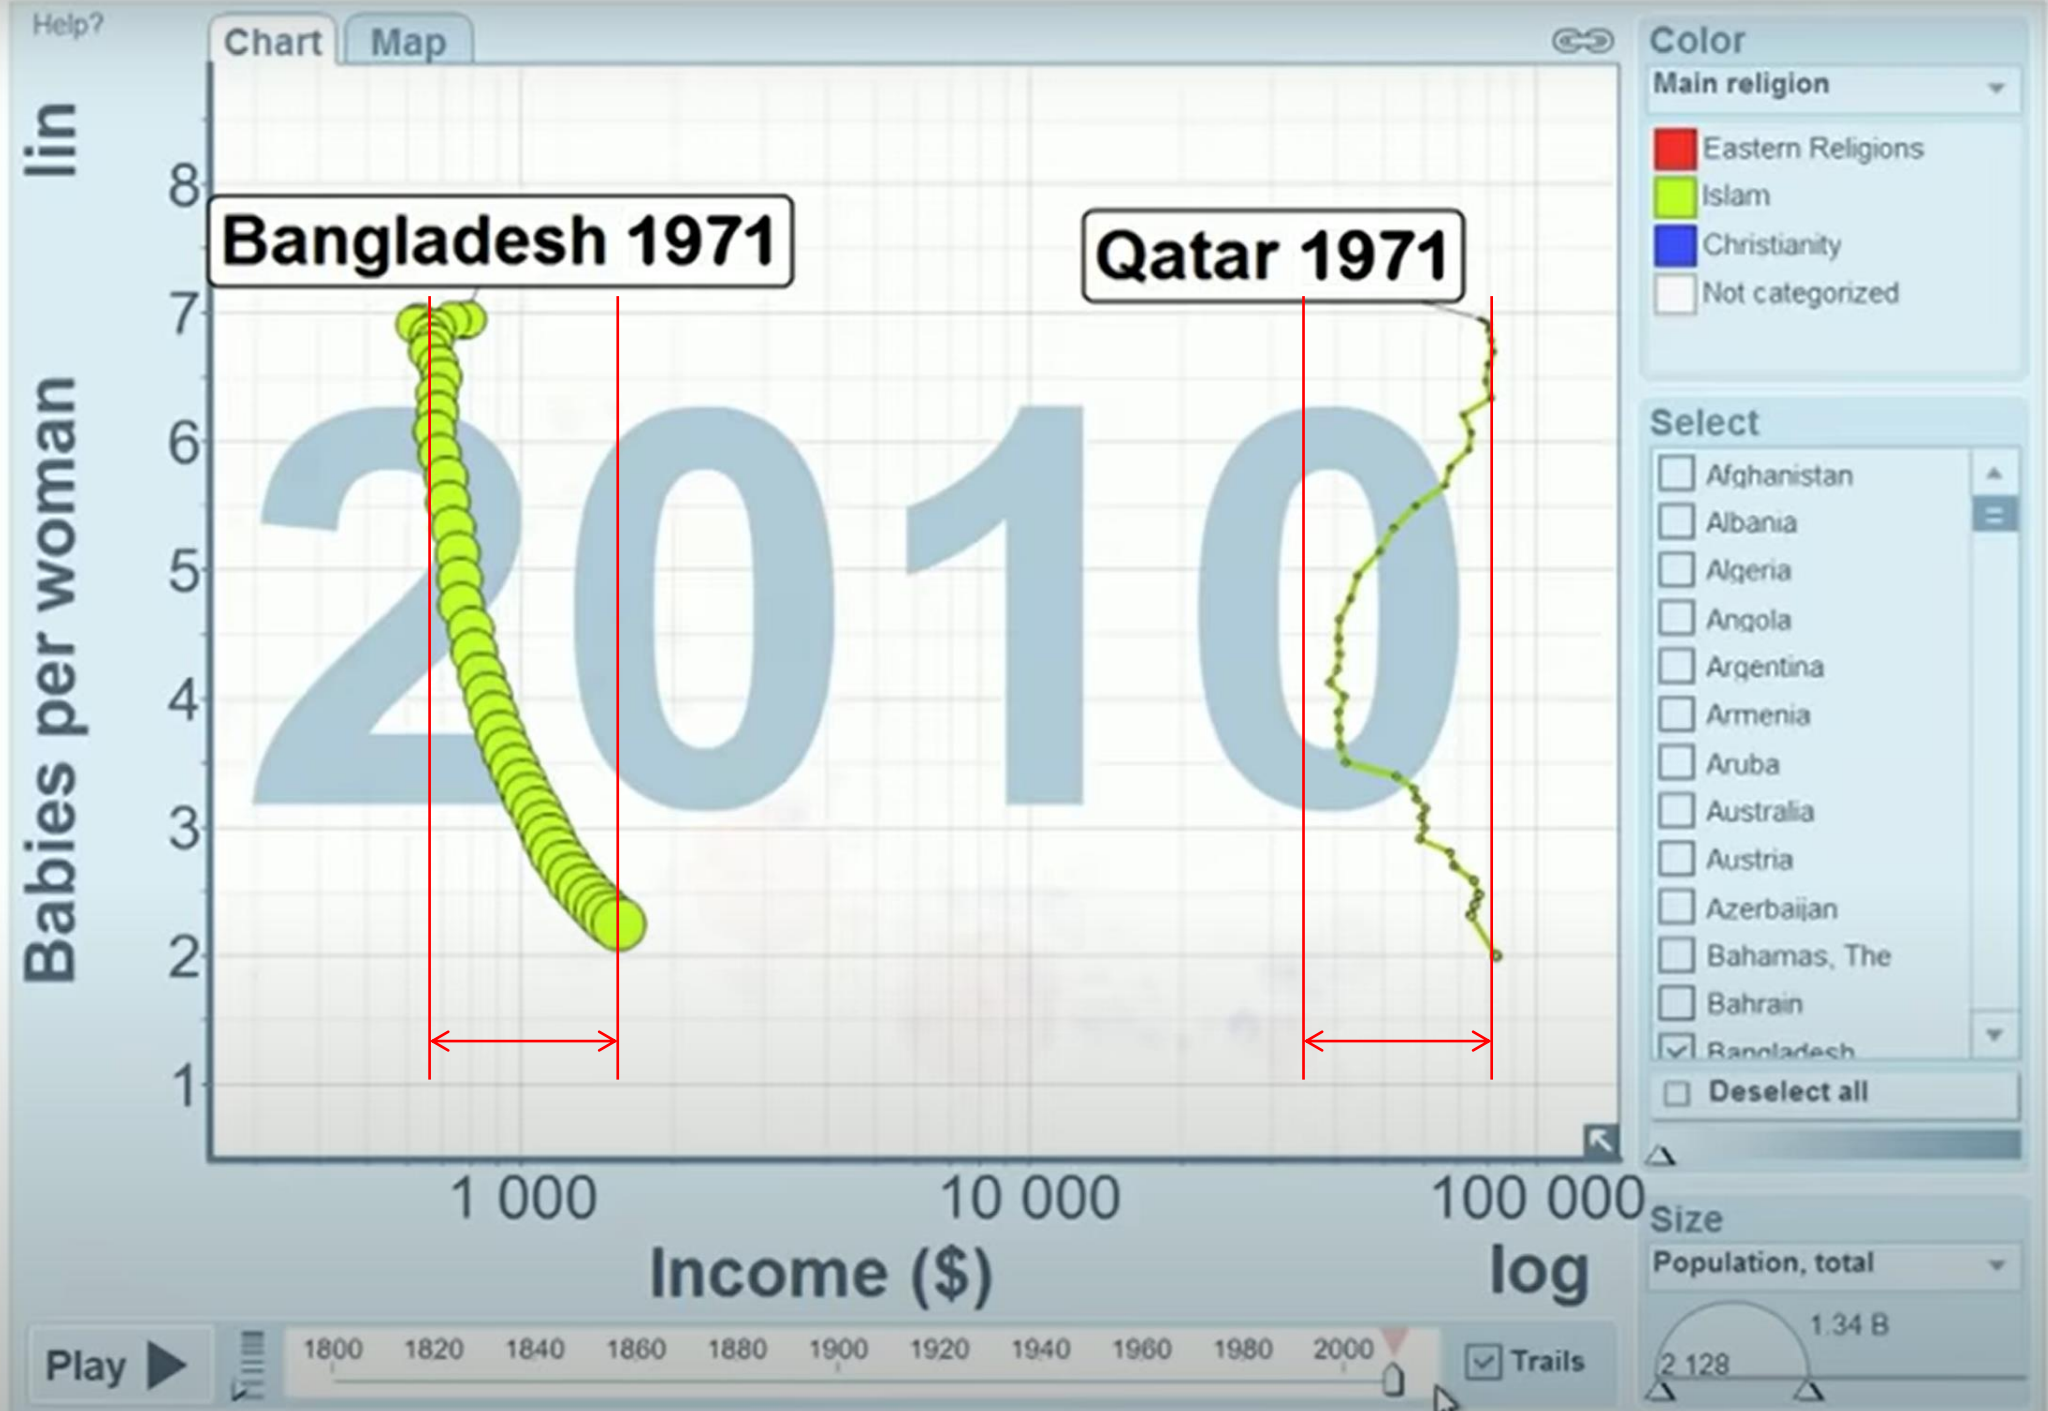 Help?
Chart
Map
lin
Babies per woman
8
7
6
5
4
3
2
1
Bangladesh 1971
Qatar 1971
2010
1 000
10 000
100 000
Income ($)
log
Play
1800
1820
1840
1860
1880
1900
1920
1940
1960
1980
2000
Trails
Color
Main religion
Eastern Religions
Islam
Christianity
Not categorized
Select
Afghanistan
Albania
Algeria
Angola
Argentina
Armenia
Aruba
Australia
Austria
Azerbaijan
Bahamas, The
Bahrain
Bangladesh
Deselect all
Size
Population, total
1.34 B
2 128